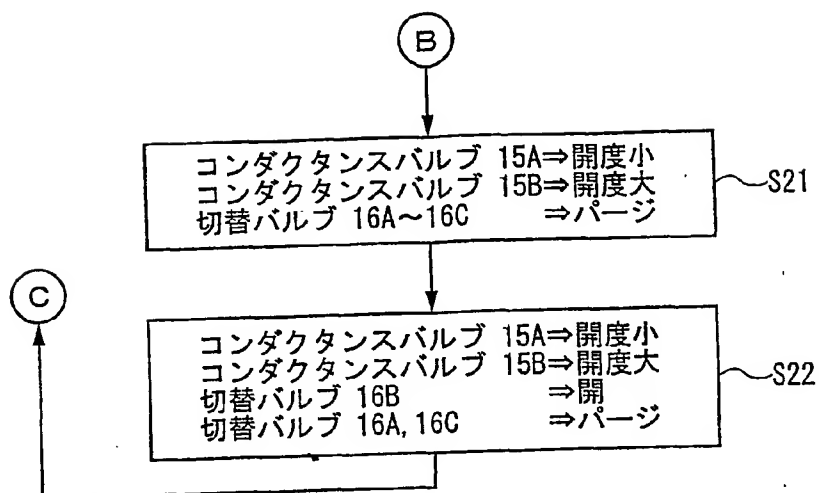 B
コンダクタンスバルブ 15A⇒開度小
コンダクタンスバルブ 15B⇒開度大
切替バルブ 16A～16C ⇒パージ
S21
C
コンダクタンスバルブ 15A⇒開度小
コンダクタンスバルブ 15B⇒開度大
切替バルブ 16B ⇒開
切替バルブ 16A, 16C ⇒パージ
S22